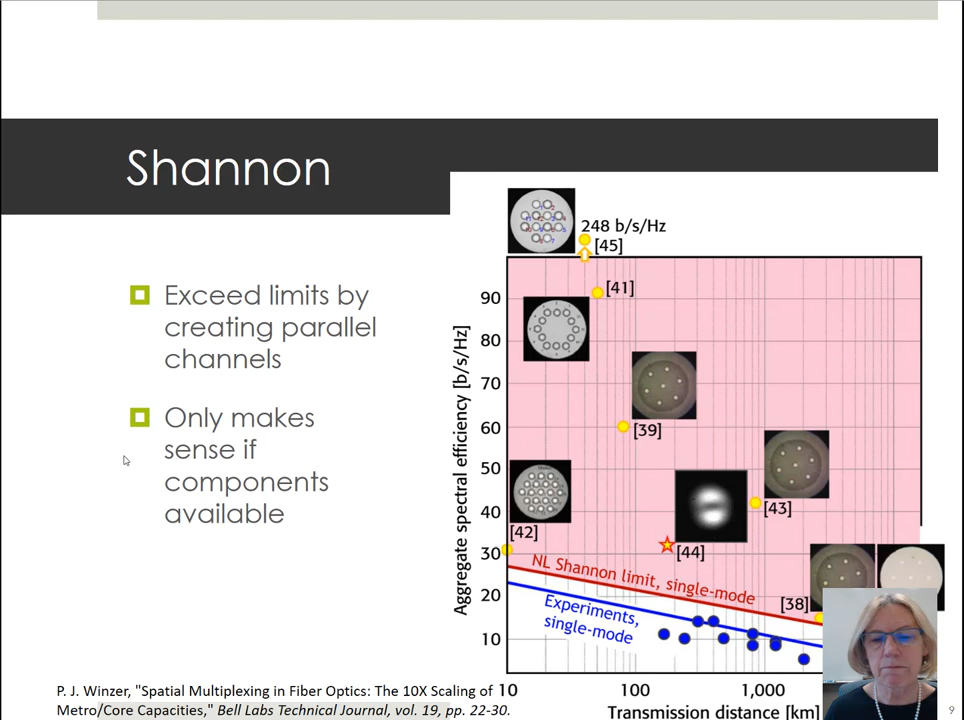 Shannon
Exceed limits by
creating parallel
channels
Only makes
sense if
components
available
248 b/s/Hz
[45]
[41]
[39]
[43]
[42]
[44]
[38]
NL Shannon limit, single-mode
Experiments,
single-mode
Aggregate spectral efficiency [b/s/Hz]
90
80
70
60
50
40
30
20
10
10 100 1,000
Transmission distance [km]
P. J. Winzer, "Spatial Multiplexing in Fiber Optics: The 10X Scaling of
Metro/Core Capacities," Bell Labs Technical Journal, vol. 19, pp. 22-30.
9